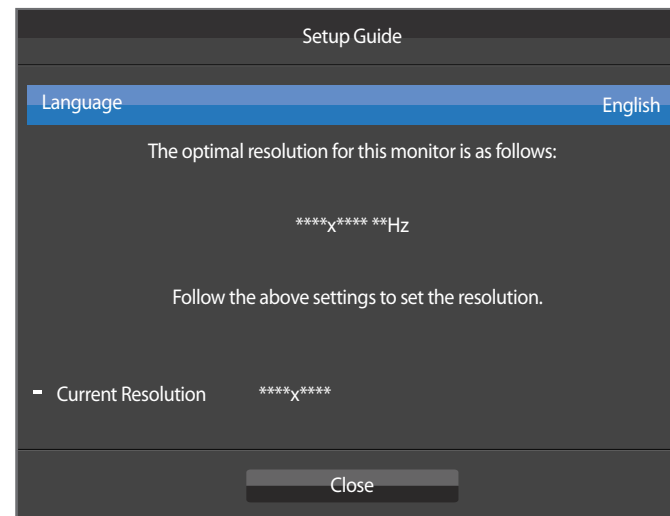 Setup Guide
Language English
The optimal resolution for this monitor is as follows:
****x**** **Hz
Follow the above settings to set the resolution.
- Current Resolution ****x****
Close